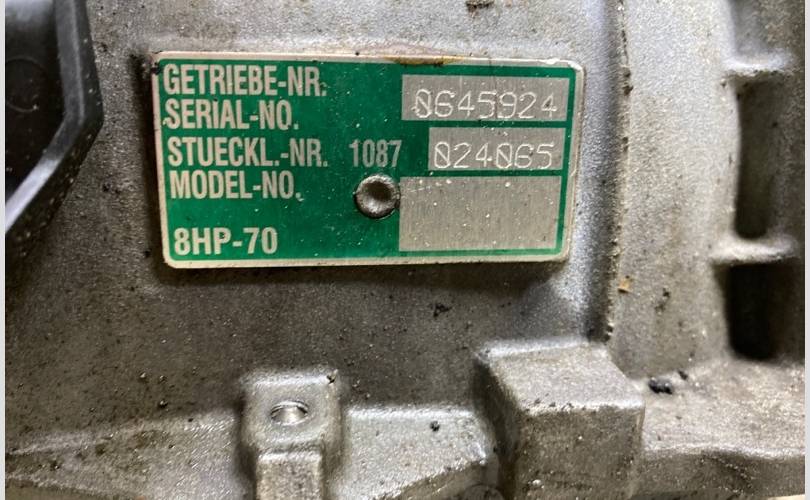 GETRIEBE-NR. 0645924
SERIAL-NO.
STUECKL.-NR. 1087 024065
MODEL-NO.
8HP-70